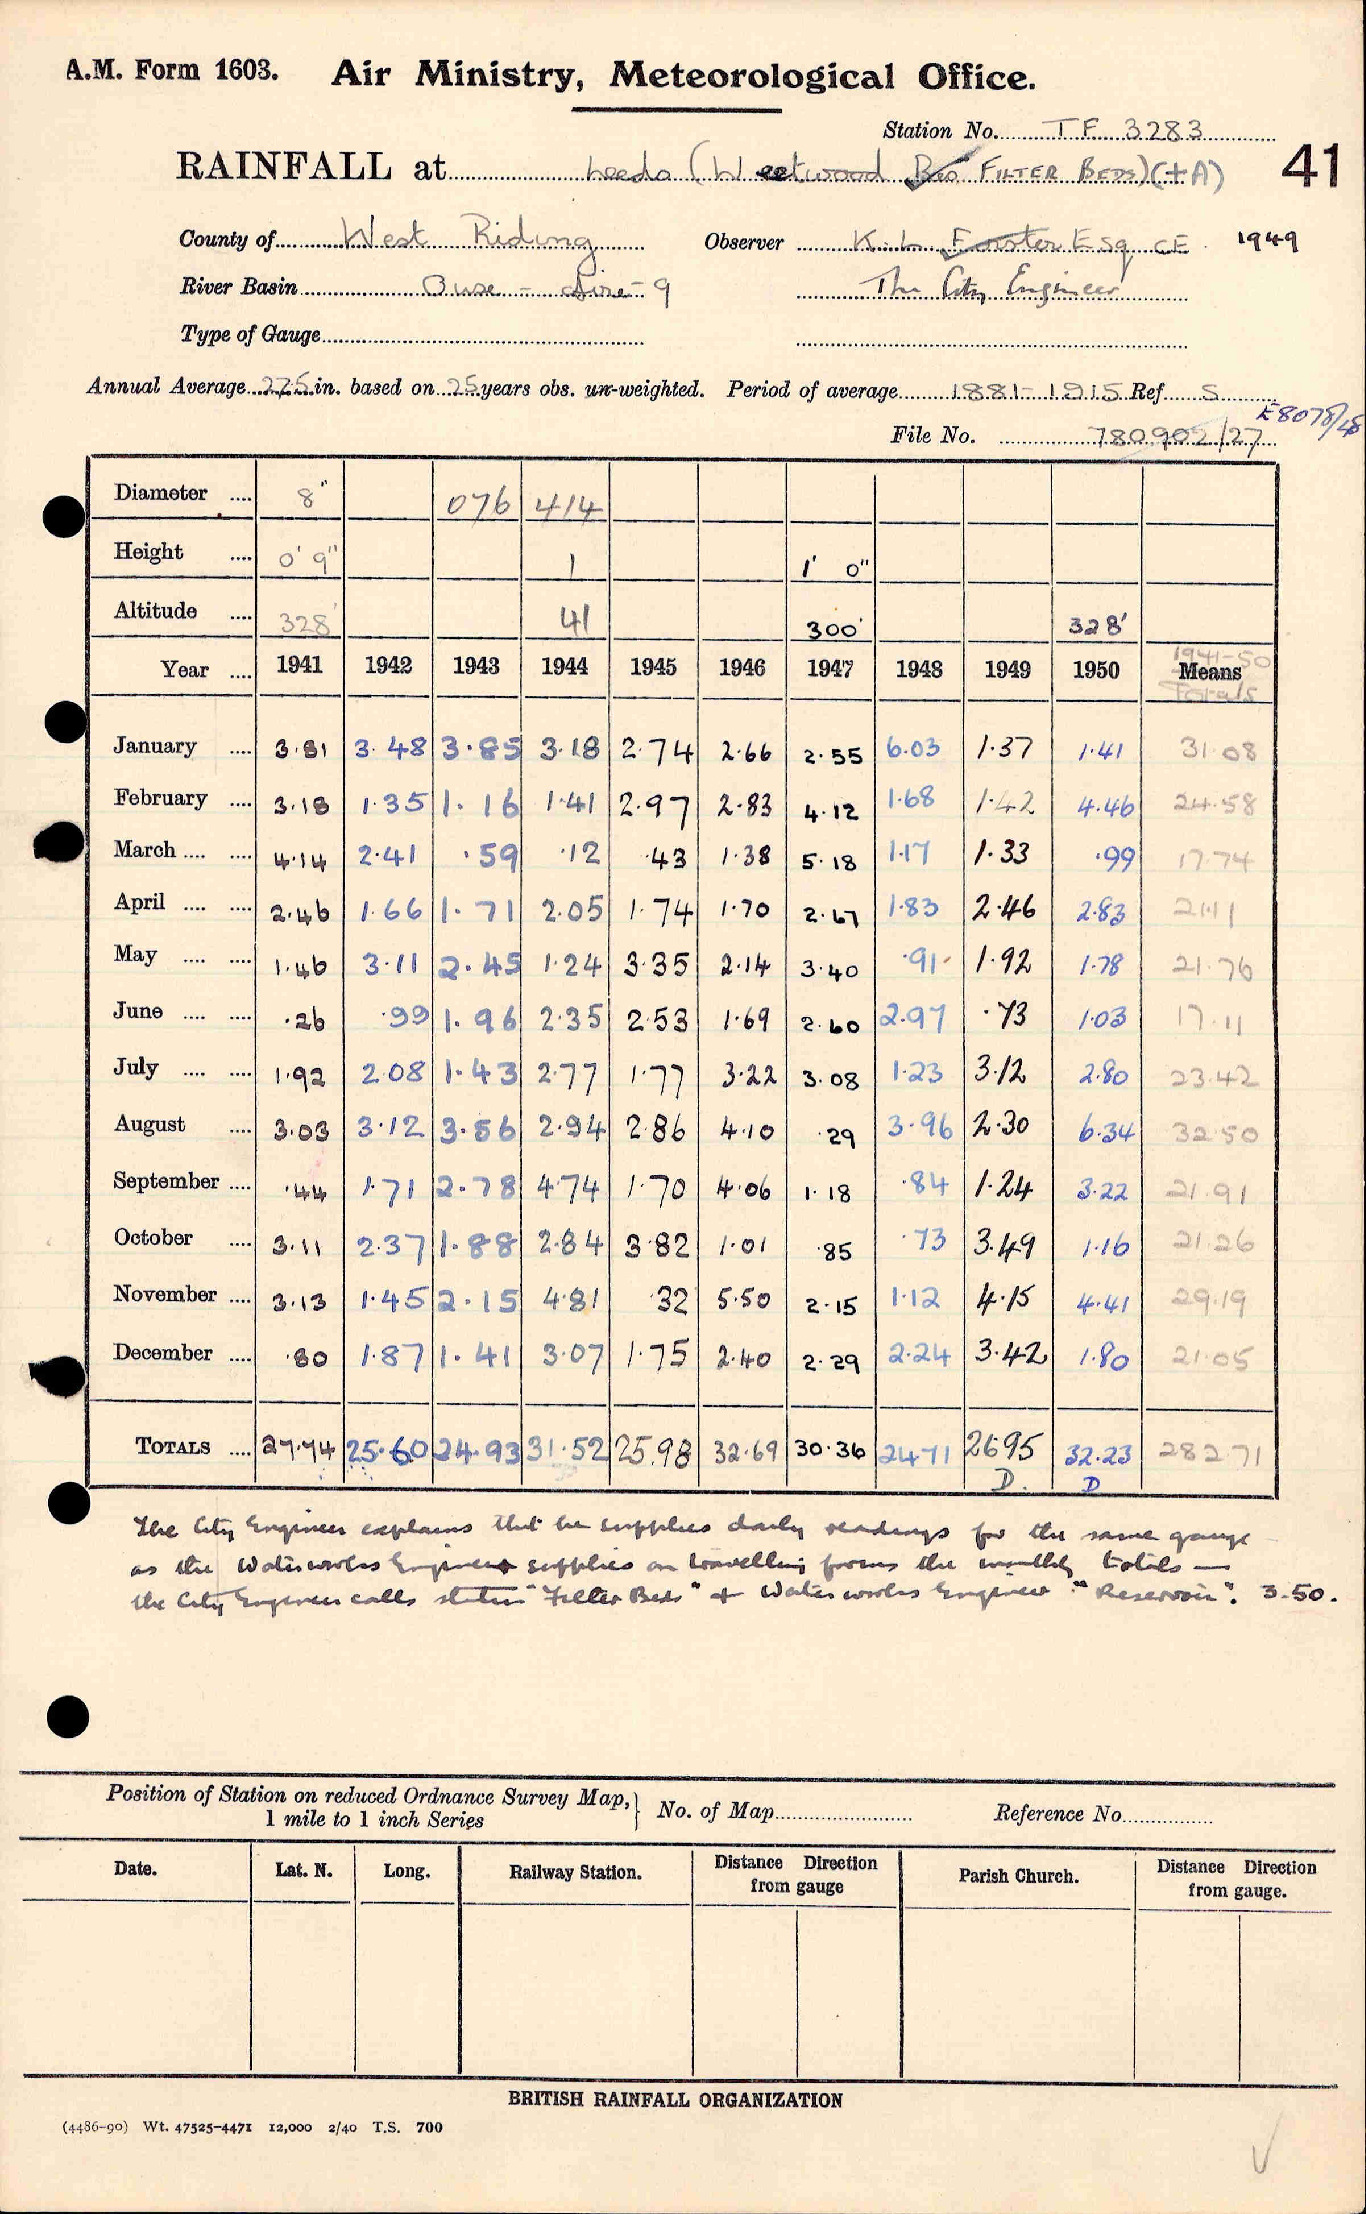 A.M. Form 1603. Air Ministry, Meteorological Office.
Station No. TF 3283
RAINFALL at Leeds (Weetwood FILTER BEDS) (+A) 41
County of West Riding Observer K. L. Forster Esq CE. 1949
River Basin Ouse - Aire - 9 The City Engineer
Type of Gauge
Annual Average 27.5 in. based on 25 years obs. un-weighted. Period of average 1881-1915 Ref. S
E8078/48
File No. 780902/27
Diameter .... 8" 076 414
Height .... 0' 9" 1 1' 0"
Altitude .... 328' 41 300' 328'
Year .... 1941 1942 1943 1944 1945 1946 1947 1948 1949 1950 1941-50 Means Totals
January .... 3.81 3.48 3.85 3.18 2.74 2.66 2.55 6.03 1.37 1.41 31.08
February .... 3.18 1.35 1.16 1.41 2.97 2.83 4.12 1.68 1.42 4.46 24.58
March .... .... 4.14 2.41 .59 .12 .43 1.38 5.18 1.17 1.33 .99 17.74
April .... .... 2.46 1.66 1.71 2.05 1.74 1.70 2.67 1.83 2.46 2.83 21.11
May .... .... 1.46 3.11 2.45 1.24 3.35 2.14 3.40 .91 1.92 1.78 21.76
June .... .... .26 .99 1.96 2.35 2.53 1.69 2.60 2.97 .73 1.03 17.11
July .... .... 1.92 2.08 1.43 2.77 1.77 3.22 3.08 1.23 3.12 2.80 23.42
August .... 3.03 3.12 3.56 2.94 2.86 4.10 .29 3.96 2.30 6.34 32.50
September .... .44 1.71 2.78 4.74 1.70 4.06 1.18 .84 1.24 3.22 21.91
October .... 3.11 2.37 1.88 2.84 3.82 1.01 .85 .73 3.49 1.16 21.26
November .... 3.13 1.45 2.15 4.81 .32 5.50 2.15 1.12 4.15 4.41 29.19
December .... .80 1.87 1.41 3.07 1.75 2.40 2.29 2.24 3.42 1.80 21.05
TOTALS .... 27.74 25.60 24.93 31.52 25.98 32.69 30.36 24.71 26.95 32.23 282.71
D. D
The City Engineer explains that he supplies daily readings for the same gauge
as the Waterworks Engineer supplies on travelling forms the monthly totals —
the City Engineer calls station "Filter Beds" + Waterworks Engineer "Reservoir". 3.50.
Position of Station on reduced Ordnance Survey Map, 1 mile to 1 inch Series } No. of Map Reference No.
Date. Lat. N. Long. Railway Station. Distance Direction from gauge Parish Church. Distance Direction from gauge.
BRITISH RAINFALL ORGANIZATION
(4486-90) Wt. 47525-4471 12,000 2/40 T.S. 700